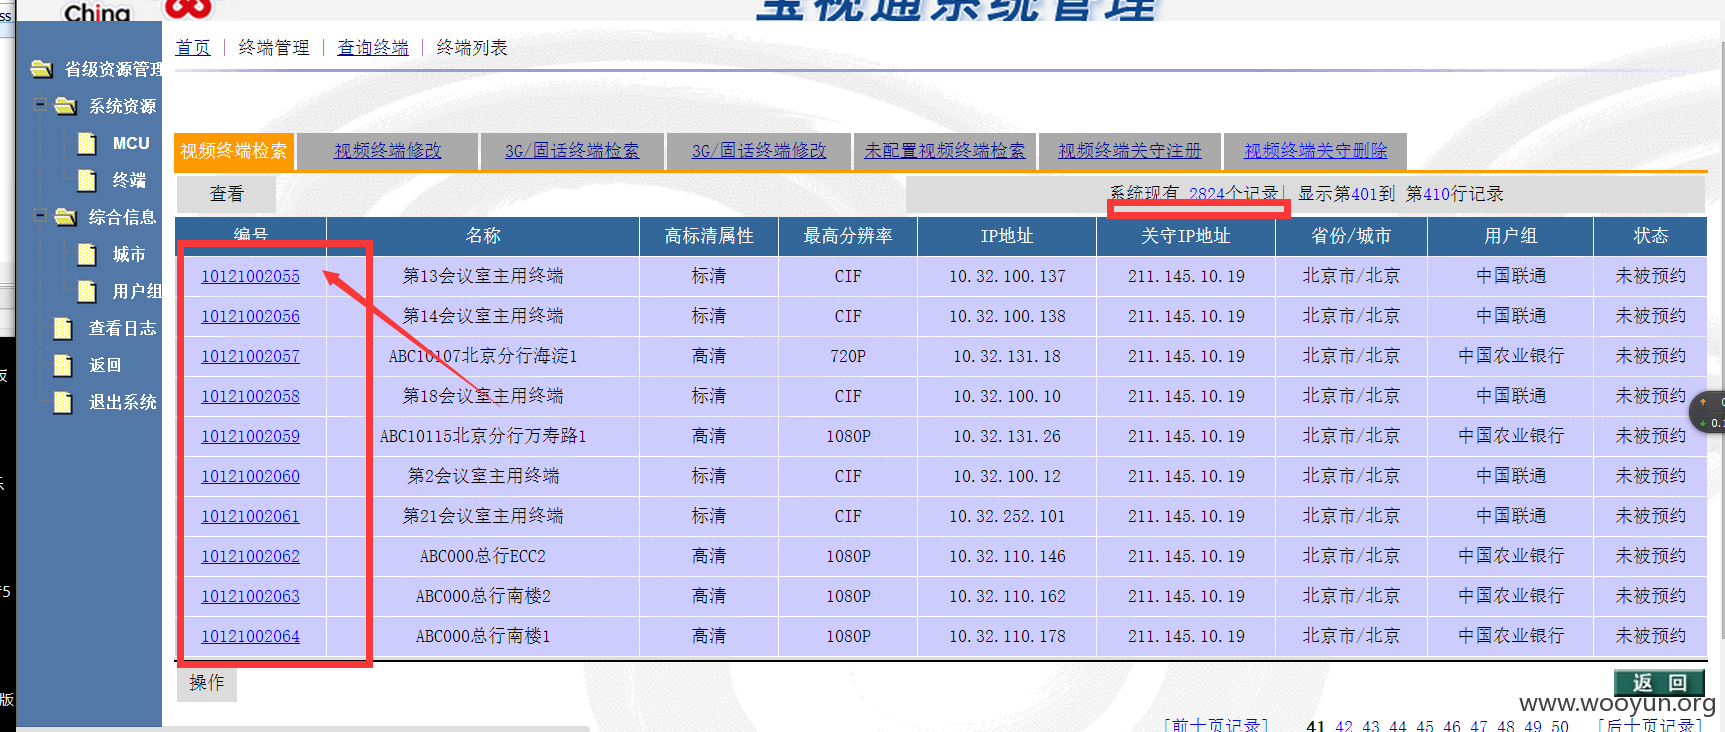 China
宝视通系统管理
首页 | 终端管理 | 查询终端 | 终端列表
省级资源管理
系统资源
MCU
终端
综合信息
城市
用户组
查看日志
返回
退出系统
视频终端检索 视频终端修改 3G/固话终端检索 3G/固话终端修改 未配置视频终端检索 视频终端关守注册 视频终端关守删除
查看 系统现有 2824个记录| 显示第401到 第410行记录
编号 名称 高标清属性 最高分辨率 IP地址 关守IP地址 省份/城市 用户组 状态
10121002055 第13会议室主用终端 标清 CIF 10.32.100.137 211.145.10.19 北京市/北京 中国联通 未被预约
10121002056 第14会议室主用终端 标清 CIF 10.32.100.138 211.145.10.19 北京市/北京 中国联通 未被预约
10121002057 ABC10107北京分行海淀1 高清 720P 10.32.131.18 211.145.10.19 北京市/北京 中国农业银行 未被预约
10121002058 第18会议室主用终端 标清 CIF 10.32.100.10 211.145.10.19 北京市/北京 中国联通 未被预约
10121002059 ABC10115北京分行万寿路1 高清 1080P 10.32.131.26 211.145.10.19 北京市/北京 中国农业银行 未被预约
10121002060 第2会议室主用终端 标清 CIF 10.32.100.12 211.145.10.19 北京市/北京 中国联通 未被预约
10121002061 第21会议室主用终端 标清 CIF 10.32.252.101 211.145.10.19 北京市/北京 中国联通 未被预约
10121002062 ABC000总行ECC2 高清 1080P 10.32.110.146 211.145.10.19 北京市/北京 中国农业银行 未被预约
10121002063 ABC000总行南楼2 高清 1080P 10.32.110.162 211.145.10.19 北京市/北京 中国农业银行 未被预约
10121002064 ABC000总行南楼1 高清 1080P 10.32.110.178 211.145.10.19 北京市/北京 中国农业银行 未被预约
操作 返 回
www.wooyun.org
[前十页记录] 41 42 43 44 45 46 47 48 49 50 [后十页记录]